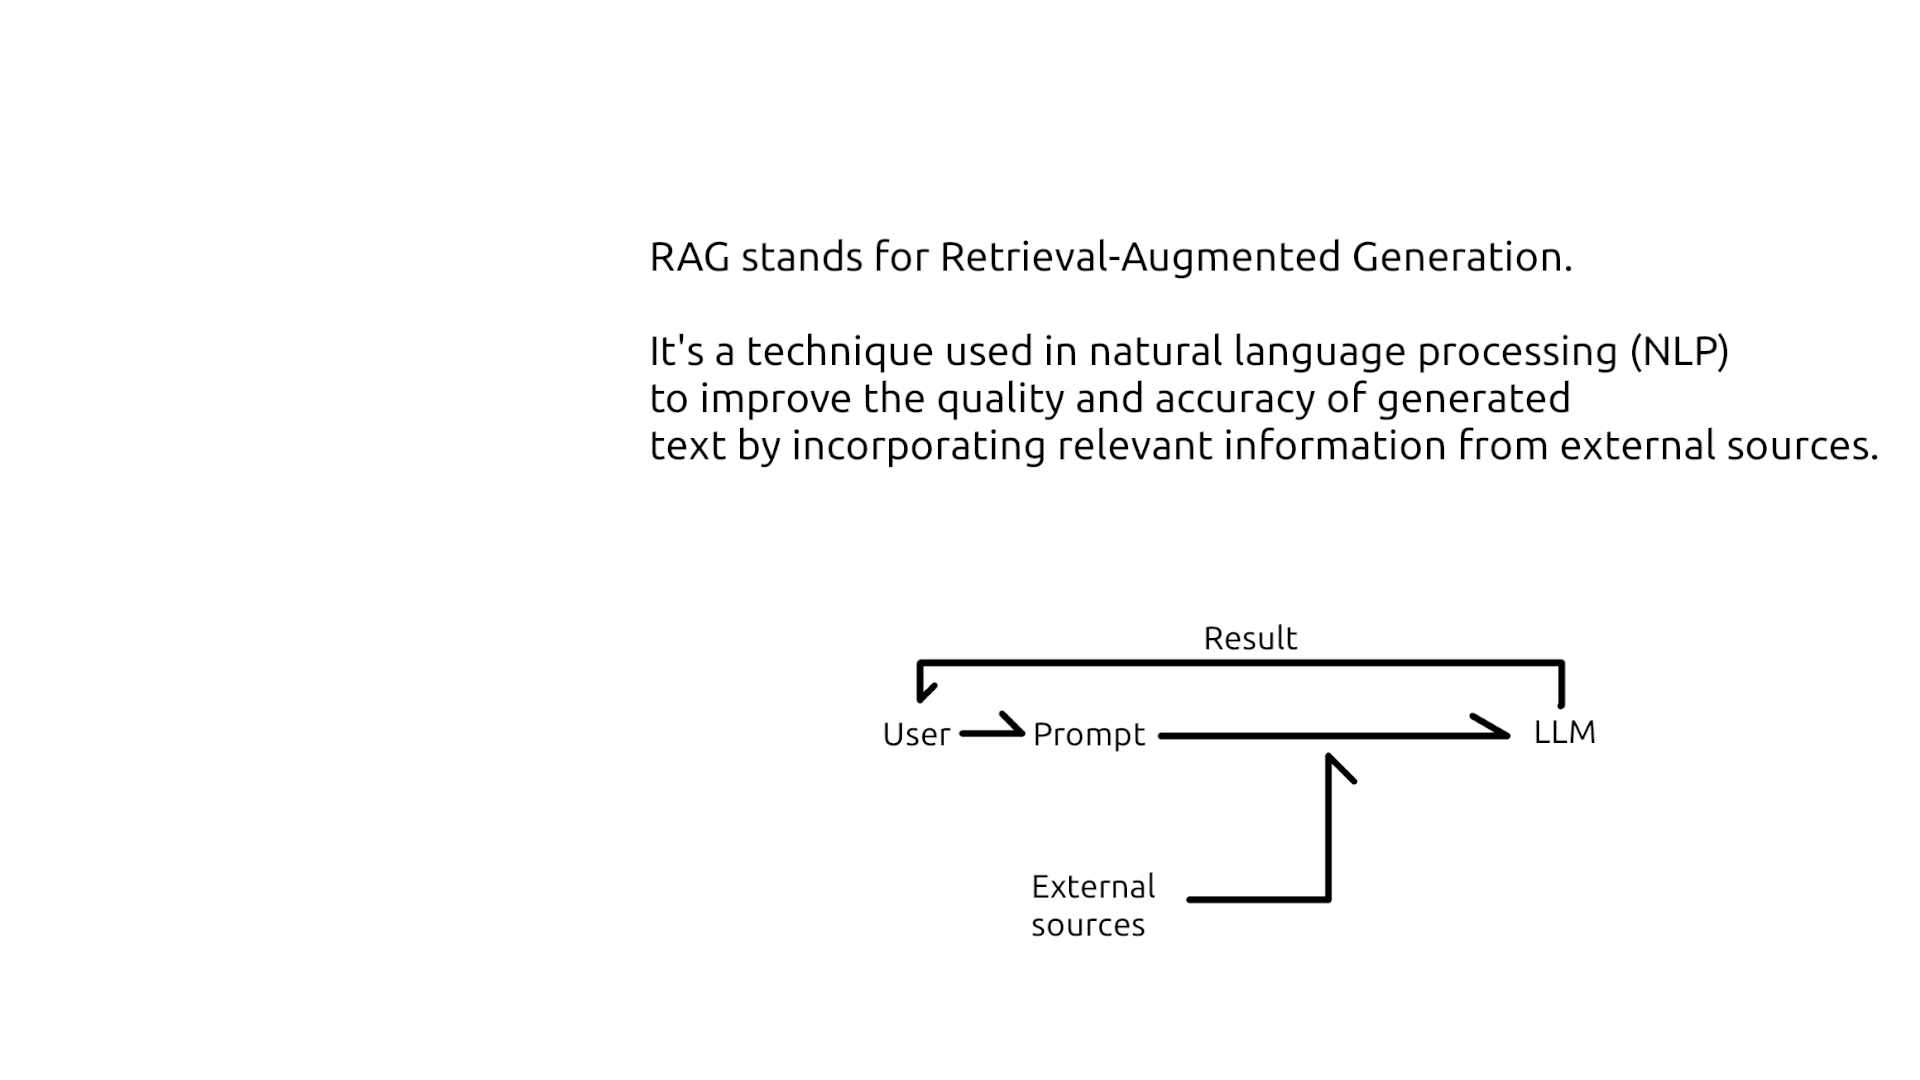 RAG stands for Retrieval-Augmented Generation.
It's a technique used in natural language processing (NLP)
to improve the quality and accuracy of generated
text by incorporating relevant information from external sources.
Result
User
Prompt
LLM
External
sources